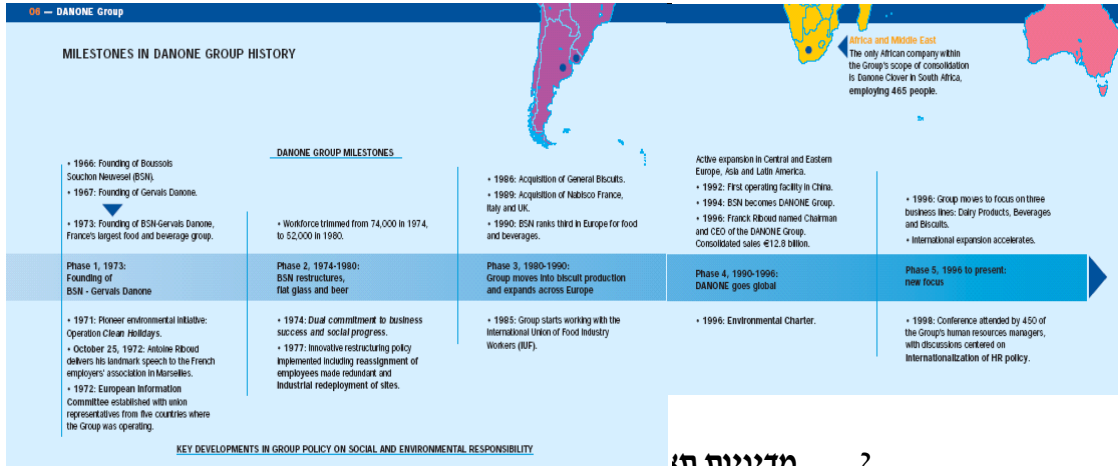 06 — DANONE Group
MILESTONES IN DANONE GROUP HISTORY
Africa and Middle East
The only African company within
the Group's scope of consolidation
is Danone Clover in South Africa,
employing 465 people.
DANONE GROUP MILESTONES
• 1966: Founding of Boussois
Souchon Neuvesel (BSN).
• 1967: Founding of Gervais Danone.
• 1973: Founding of BSN-Gervais Danone,
France's largest food and beverage group.
• Workforce trimmed from 74,000 in 1974,
to 52,000 in 1980.
• 1986: Acquisition of General Biscuits.
• 1989: Acquisition of Nabisco France,
Italy and UK.
• 1990: BSN ranks third in Europe for food
and beverages.
Active expansion in Central and Eastern
Europe, Asia and Latin America.
• 1992: First operating facility in China.
• 1994: BSN becomes DANONE Group.
• 1996: Franck Riboud named Chairman
and CEO of the DANONE Group.
Consolidated sales €12.8 billion.
• 1996: Group moves to focus on three
business lines: Dairy Products, Beverages
and Biscuits.
• International expansion accelerates.
Phase 1, 1973:
Founding of
BSN - Gervais Danone
Phase 2, 1974-1980:
BSN restructures,
flat glass and beer
Phase 3, 1980-1990:
Group moves into biscuit production
and expands across Europe
Phase 4, 1990-1996:
DANONE goes global
Phase 5, 1996 to present:
new focus
• 1971: Pioneer environmental initiative:
Operation Clean Holidays.
• October 25, 1972: Antoine Riboud
delivers his landmark speech to the French
employers' association in Marseilles.
• 1972: European Information
Committee established with union
representatives from five countries where
the Group was operating.
• 1974: Dual commitment to business
success and social progress.
• 1977: Innovative restructuring policy
implemented including reassignment of
employees made redundant and
industrial redeployment of sites.
• 1985: Group starts working with the
International Union of Food Industry
Workers (IUF).
• 1996: Environmental Charter.
• 1998: Conference attended by 450 of
the Group's human resources managers,
with discussions centered on
internationalization of HR policy.
KEY DEVELOPMENTS IN GROUP POLICY ON SOCIAL AND ENVIRONMENTAL RESPONSIBILITY
2 מדיניות